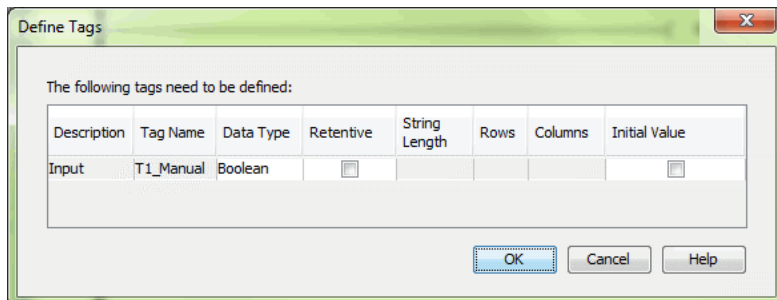 Define Tags
The following tags need to be defined:
Description Tag Name Data Type Retentive String Length Rows Columns Initial Value
Input T1_Manual Boolean
OK Cancel Help